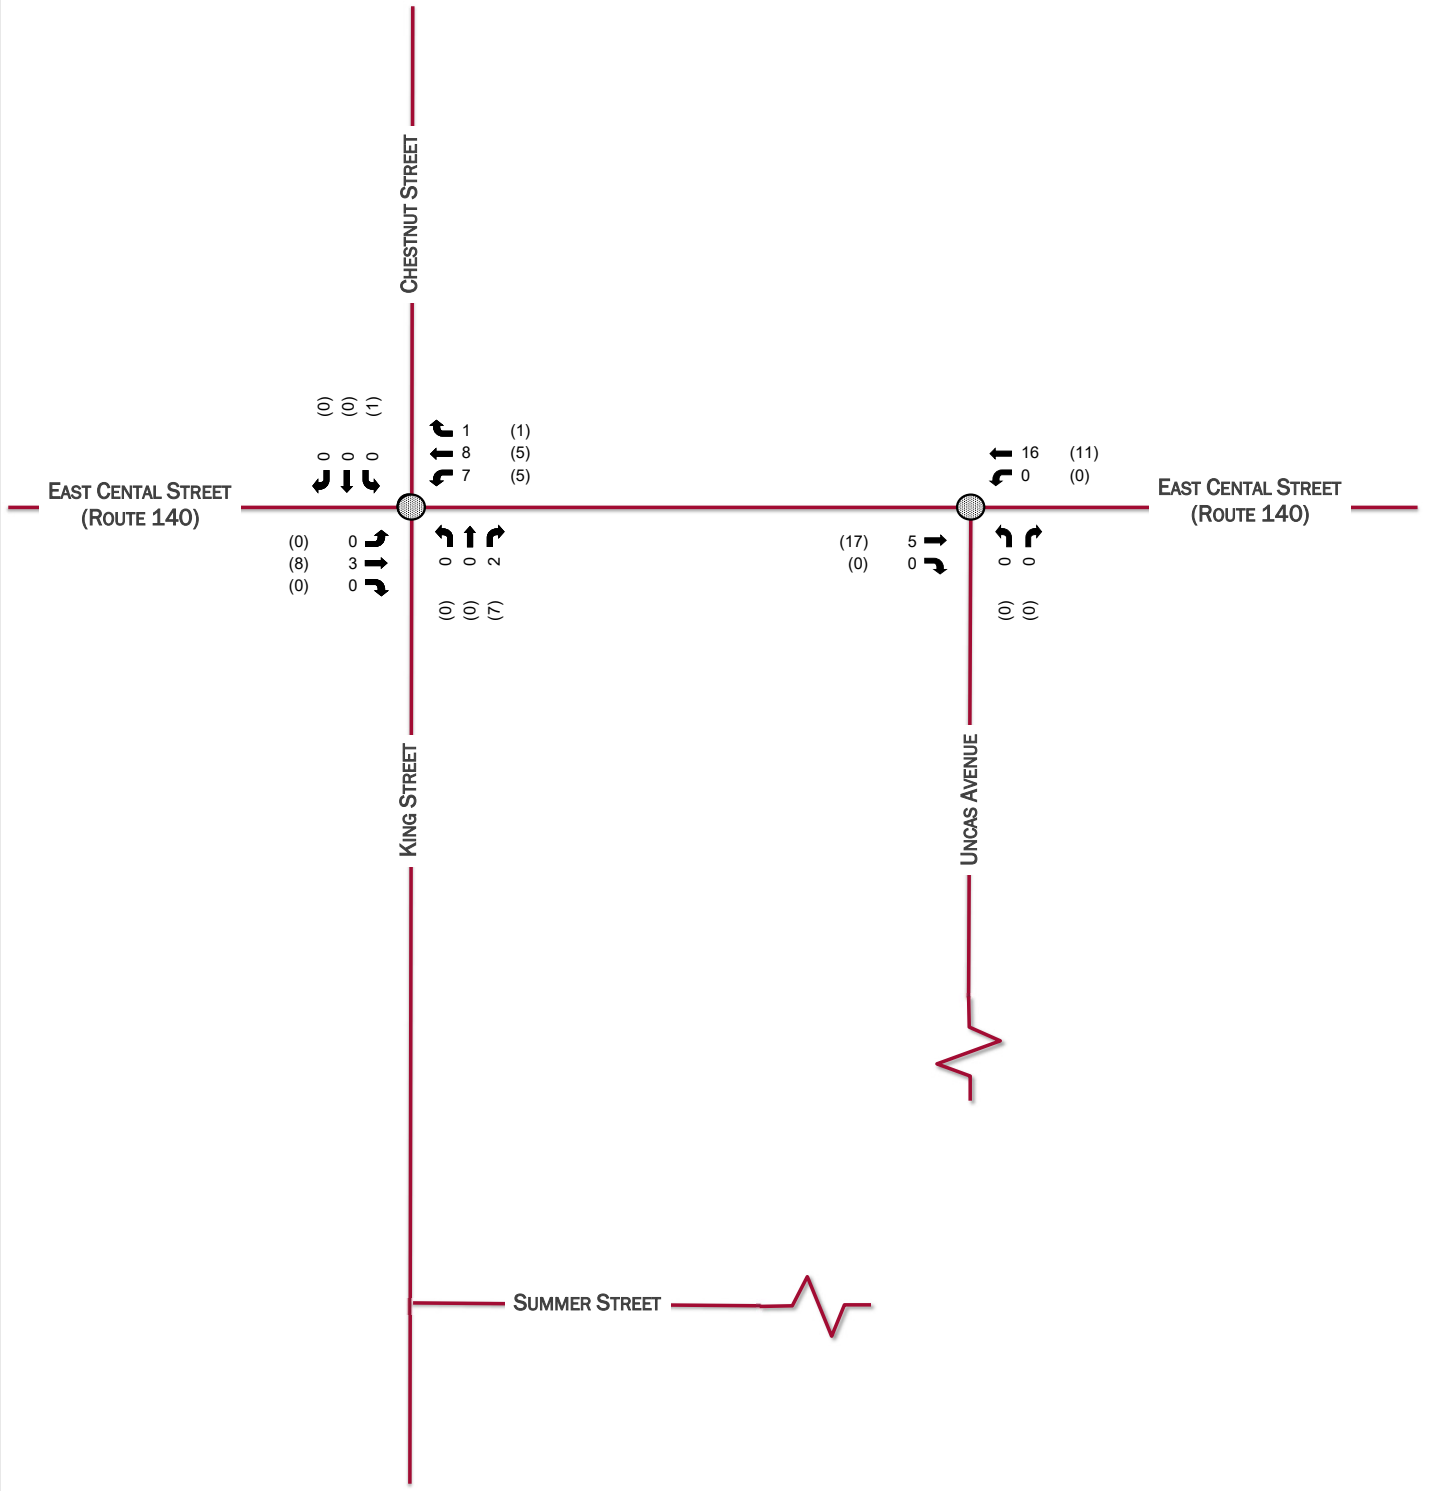 CHESTNUT STREET
(0) (0) (1)
0 0 0
1 (1)
8 (5)
7 (5)
16 (11)
0 (0)
EAST CENTAL STREET
(ROUTE 140)
EAST CENTAL STREET
(ROUTE 140)
(0) 0
(8) 3
(0) 0
0 0 2
(0) (0) (7)
(17) 5
(0) 0
0 0
(0) (0)
KING STREET
UNCAS AVENUE
SUMMER STREET